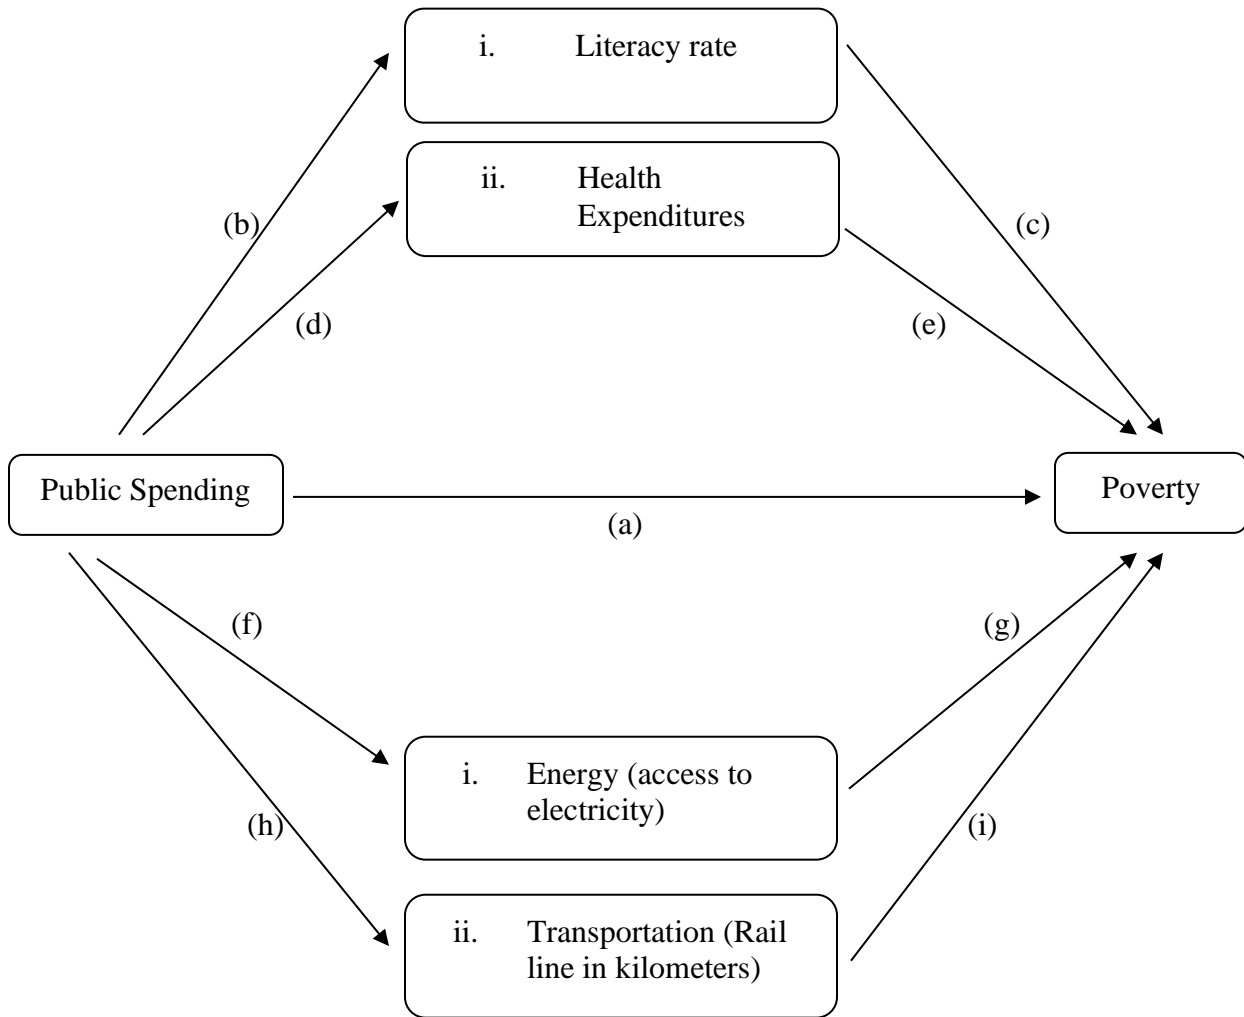 i. Literacy rate
ii. Health
Expenditures
(b)
(c)
(d)
(e)
Public Spending
Poverty
(a)
(f)
(g)
i. Energy (access to
electricity)
(h)
(i)
ii. Transportation (Rail
line in kilometers)